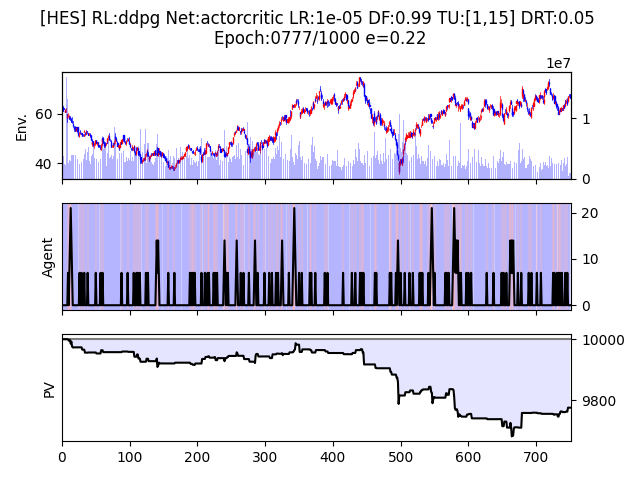 [HES] RL:ddpg Net:actorcritic LR:1e-05 DF:0.99 TU:[1,15] DRT:0.05
Epoch:0777/1000 e=0.22
1e7
Env.
60
40
1
0
Agent
20
10
0
PV
10000
9800
0 100 200 300 400 500 600 700